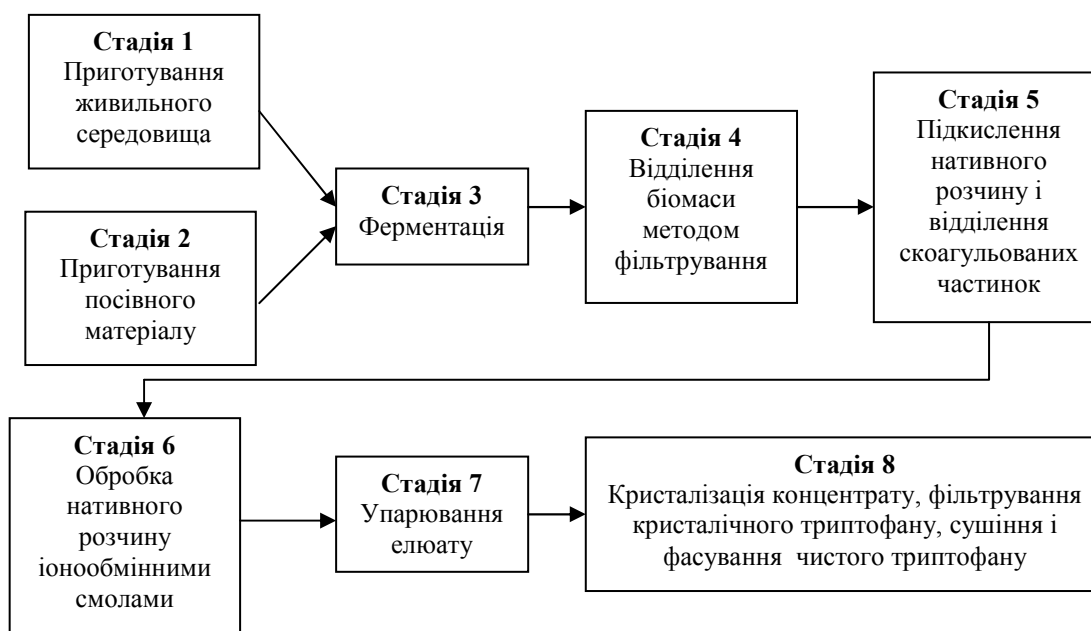 Стадія 1
Приготування
живильного
середовища
Стадія 2
Приготування
посівного
матеріалу
Стадія 3
Ферментація
Стадія 4
Відділення
біомаси
методом
фільтрування
Стадія 5
Підкислення
нативного
розчину і
відділення
скоагульованих
частинок
Стадія 6
Обробка
нативного
розчину
іонообмінними
смолами
Стадія 7
Упарювання
елюату
Стадія 8
Кристалізація концентрату, фільтрування
кристалічного триптофану, сушіння і
фасування чистого триптофану